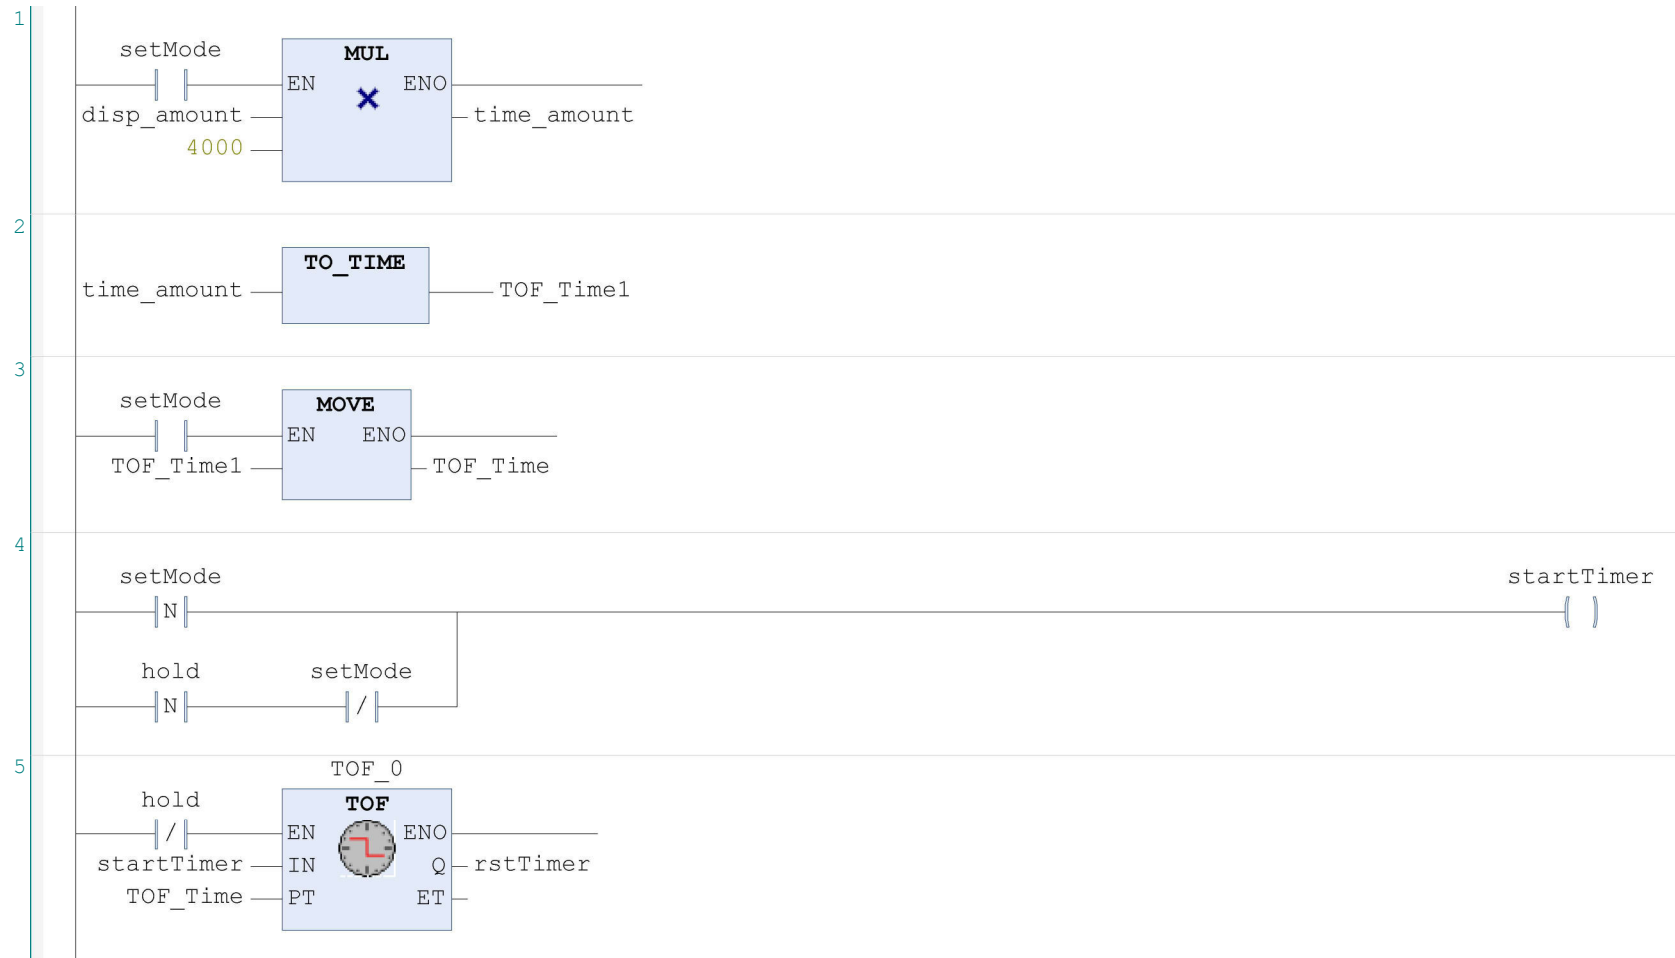 1
setMode
MUL
EN ENO
disp_amount time_amount
4000
2
TO_TIME
time_amount TOF_Time1
3
setMode
MOVE
EN ENO
TOF_Time1 TOF_Time
4
setMode startTimer
N
hold setMode
N /
5
TOF_0
hold TOF
/ EN ENO
startTimer IN Q rstTimer
TOF_Time PT ET